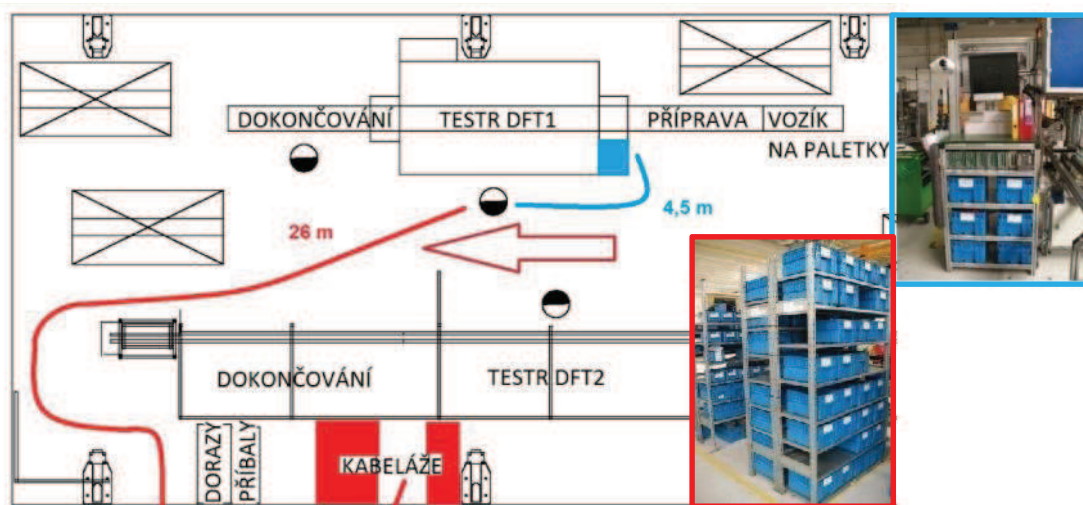 DOKONČOVÁNÍ
TESTR DFT1
PŘÍPRAVA
VOZÍK
NA PALETKY
4,5 m
26 m
DOKONČOVÁNÍ
TESTR DFT2
DORAZY
PŘÍBALY
KABELÁŽE